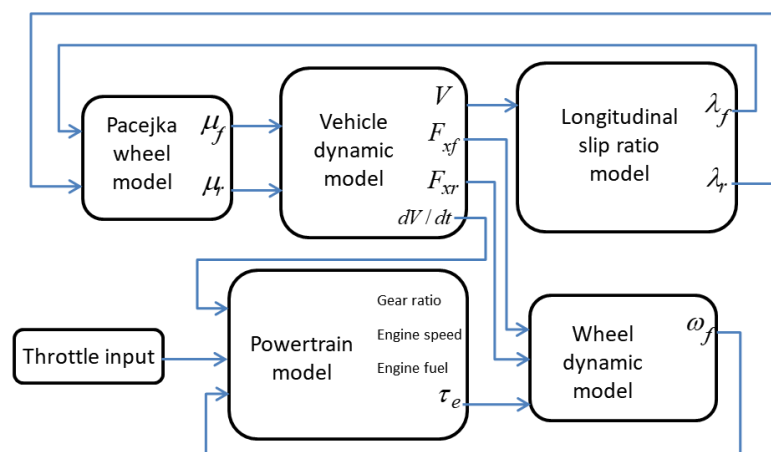 Pacejka
wheel
model
μf
μr
Vehicle
dynamic
model
V
Fxf
Fxr
dV / dt
Longitudinal
slip ratio
model
λf
λr
Throttle input
Powertrain
model
Gear ratio
Engine speed
Engine fuel
τe
Wheel
dynamic
model
ωf